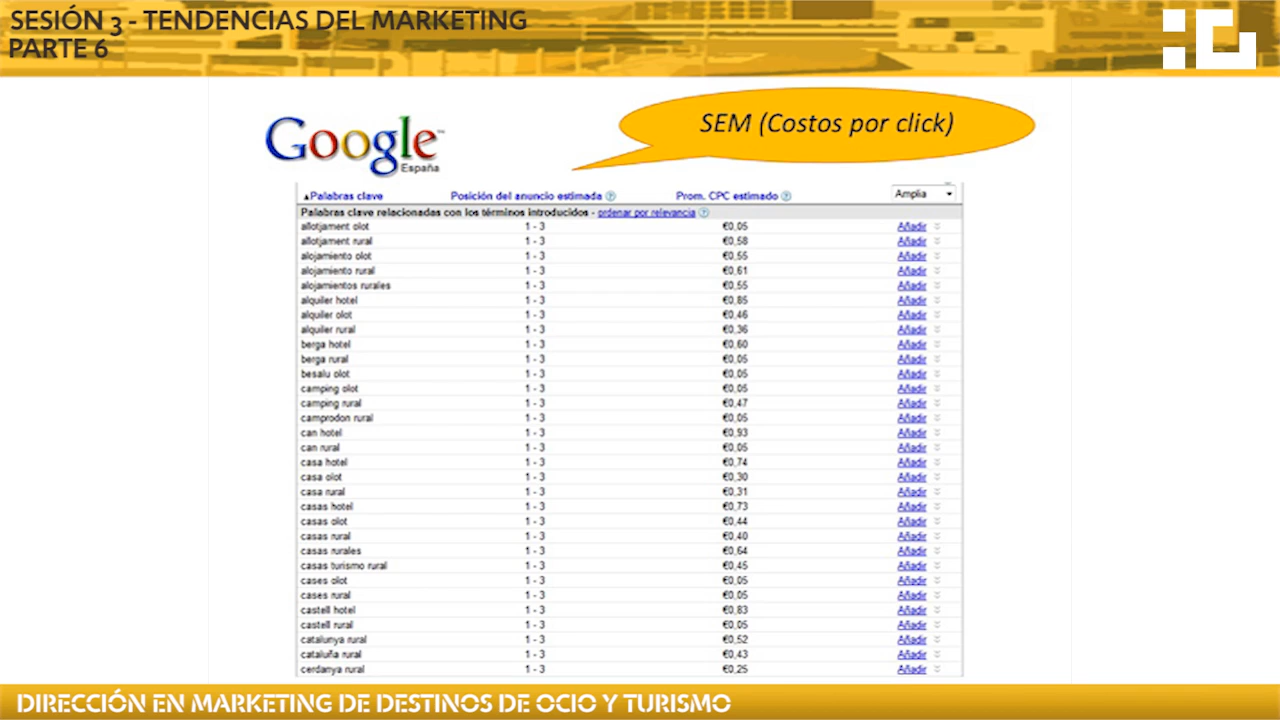 SESIÓN 3 - TENDENCIAS DEL MARKETING
PARTE 6
SEM (Costos por click)
Google™
España
▲Palabras clave Posición del anuncio estimada ? Prom. CPC estimado ? Amplia
Palabras clave relacionadas con los términos introducidos - ordenar por relevancia ?
allotjament olot 1 - 3 €0,05 Añadir
allotjament rural 1 - 3 €0,58 Añadir
alojamiento olot 1 - 3 €0,55 Añadir
alojamiento rural 1 - 3 €0,61 Añadir
alojamientos rurales 1 - 3 €0,55 Añadir
alquiler hotel 1 - 3 €0,85 Añadir
alquiler olot 1 - 3 €0,46 Añadir
alquiler rural 1 - 3 €0,36 Añadir
berga hotel 1 - 3 €0,60 Añadir
berga rural 1 - 3 €0,05 Añadir
besalu olot 1 - 3 €0,05 Añadir
camping olot 1 - 3 €0,05 Añadir
camping rural 1 - 3 €0,47 Añadir
camprodon rural 1 - 3 €0,05 Añadir
can hotel 1 - 3 €0,93 Añadir
can rural 1 - 3 €0,05 Añadir
casa hotel 1 - 3 €0,74 Añadir
casa olot 1 - 3 €0,30 Añadir
casa rural 1 - 3 €0,31 Añadir
casas hotel 1 - 3 €0,73 Añadir
casas olot 1 - 3 €0,44 Añadir
casas rural 1 - 3 €0,40 Añadir
casas rurales 1 - 3 €0,64 Añadir
casas turismo rural 1 - 3 €0,45 Añadir
cases olot 1 - 3 €0,05 Añadir
cases rural 1 - 3 €0,05 Añadir
castell hotel 1 - 3 €0,83 Añadir
castell rural 1 - 3 €0,05 Añadir
catalunya rural 1 - 3 €0,52 Añadir
cataluña rural 1 - 3 €0,43 Añadir
cerdanya rural 1 - 3 €0,25 Añadir
DIRECCIÓN EN MARKETING DE DESTINOS DE OCIO Y TURISMO